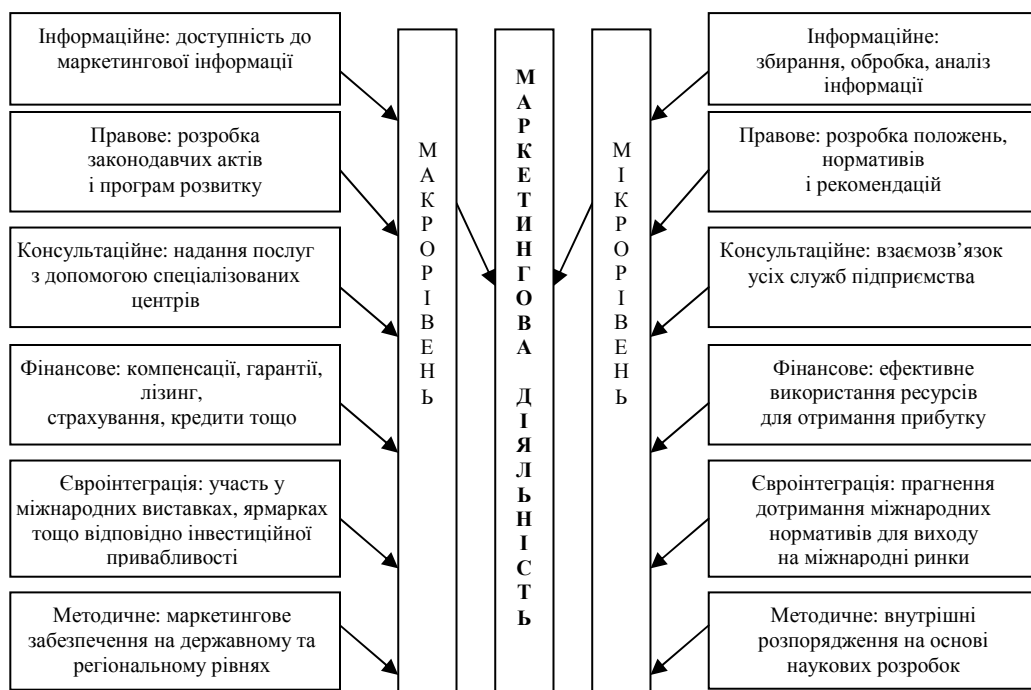 Інформаційне: доступність до
маркетингової інформації
Правове: розробка
законодавчих актів
і програм розвитку
Консультаційне: надання послуг
з допомогою спеціалізованих
центрів
Фінансове: компенсації, гарантії,
лізинг,
страхування, кредити тощо
Євроінтеграція: участь у
міжнародних виставках, ярмарках
тощо відповідно інвестиційної
привабливості
Методичне: маркетингове
забезпечення на державному та
регіональному рівнях
МАКРОРІВЕНЬ
МАРКЕТИНГОВА ДІЯЛЬНІСТЬ
МІКРОРІВЕНЬ
Інформаційне:
збирання, обробка, аналіз
інформації
Правове: розробка положень,
нормативів
і рекомендацій
Консультаційне: взаємозв’язок
усіх служб підприємства
Фінансове: ефективне
використання ресурсів
для отримання прибутку
Євроінтеграція: прагнення
дотримання міжнародних
нормативів для виходу
на міжнародні ринки
Методичне: внутрішні
розпорядження на основі
наукових розробок